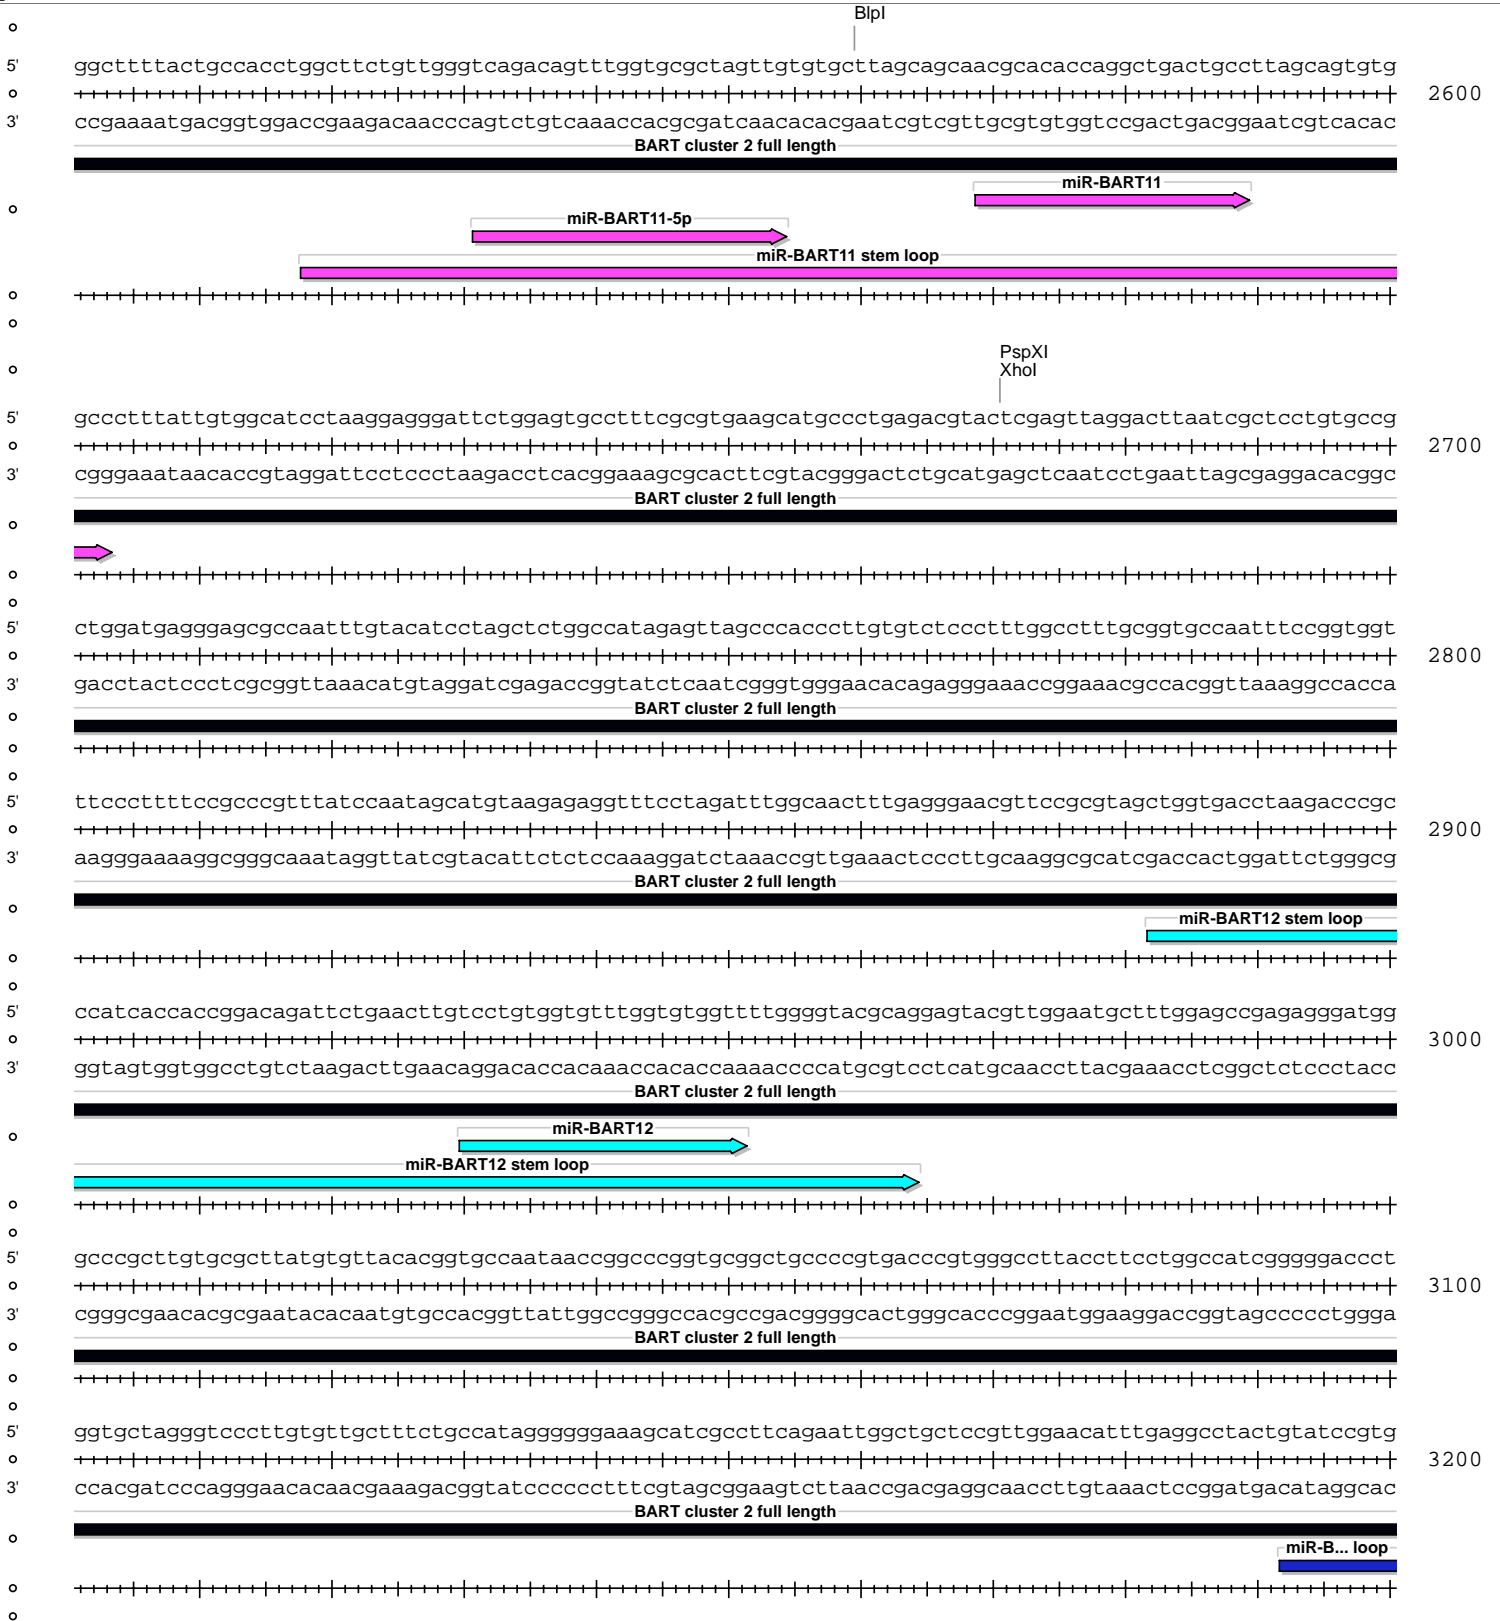 BlpI
5' ggcttttactgccacctggcttctgttgggtcagacagtttggtgcgctagttgtgtgcttagcagcaacgcacaccaggctgactgccttagcagtgtg
2600
3' ccgaaaatgacggtggaccgaagacaacccagtctgtcaaaccacgcgatcaacacacgaatcgtcgttgcgtgtggtccgactgacggaatcgtcacac
BART cluster 2 full length
miR-BART11
miR-BART11-5p
miR-BART11 stem loop
PspXI
XhoI
5' gccctttattgtggcatcctaaggagggattctggagtgcctttcgcgtgaagcatgccctgagacgtactcgagttaggacttaatcgctcctgtgccg
2700
3' cgggaaataacaccgtaggattcctccctaagacctcacggaaagcgcacttcgtacgggactctgcatgagctcaatcctgaattagcgaggacacggc
BART cluster 2 full length
5' ctggatgagggagcgccaatttgtacatcctagctctggccatagagttagcccacccttgtgtctccctttggcctttgcggtgccaatttccggtggt
2800
3' gacctactccctcgcggttaaacatgtaggatcgagaccggtatctcaatcgggtgggaacacagagggaaaccggaaacgccacggttaaaggccacca
BART cluster 2 full length
5' ttcccttttccgcccgtttatccaatagcatgtaagagaggtttcctagatttggcaactttgagggaacgttccgcgtagctggtgacctaagacccgc
2900
3' aagggaaaaggcgggcaaataggttatcgtacattctctccaaaggatctaaaccgttgaaactcccttgcaaggcgcatcgaccactggattctgggcg
BART cluster 2 full length
miR-BART12 stem loop
5' ccatcaccaccggacagattctgaacttgtcctgtggtgtttggtgtggttttggggtacgcaggagtacgttggaatgctttggagccgagagggatgg
3000
3' ggtagtggtggcctgtctaagacttgaacaggacaccacaaaccacaccaaaaccccatgcgtcctcatgcaaccttacgaaacctcggctctccctacc
BART cluster 2 full length
miR-BART12
miR-BART12 stem loop
5' gcccgcttgtgcgcttatgtgttacacggtgccaataaccggcccggtgcggctgccccgtgacccgtgggccttaccttcctggccatcgggggaccct
3100
3' cgggcgaacacgcgaatacacaatgtgccacggttattggccgggccacgccgacggggcactgggcacccggaatggaaggaccggtagccccctggga
BART cluster 2 full length
5' ggtgctagggtcccttgtgttgctttctgccataggggggaaagcatcgccttcagaattggctgctccgttggaacatttgaggcctactgtatccgtg
3200
3' ccacgatcccagggaacacaacgaaagacggtatcccccctttcgtagcggaagtcttaaccgacgaggcaaccttgtaaactccggatgacataggcac
BART cluster 2 full length
miR-B... loop